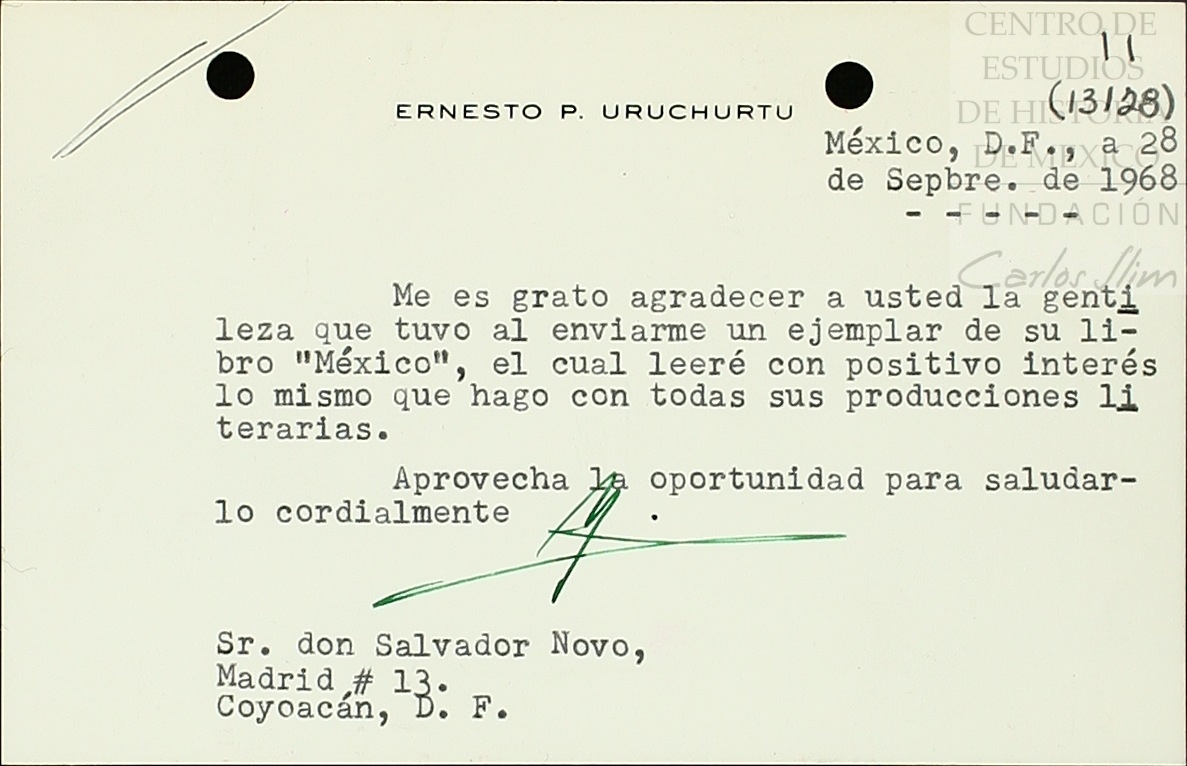 CENTRO DE
ESTUDIOS
DE HISTORIA
DE MÉXICO
FUNDACIÓN
Carlos Slim
11
(13128)
ERNESTO P. URUCHURTU
México, D.F., a 28
de Sepbre. de 1968
- - - - -
Me es grato agradecer a usted la genti
leza que tuvo al enviarme un ejemplar de su li-
bro "México", el cual leeré con positivo interés
lo mismo que hago con todas sus producciones li
terarias.
Aprovecha la oportunidad para saludar-
lo cordialmente .
Sr. don Salvador Novo,
Madrid # 13.
Coyoacán, D. F.